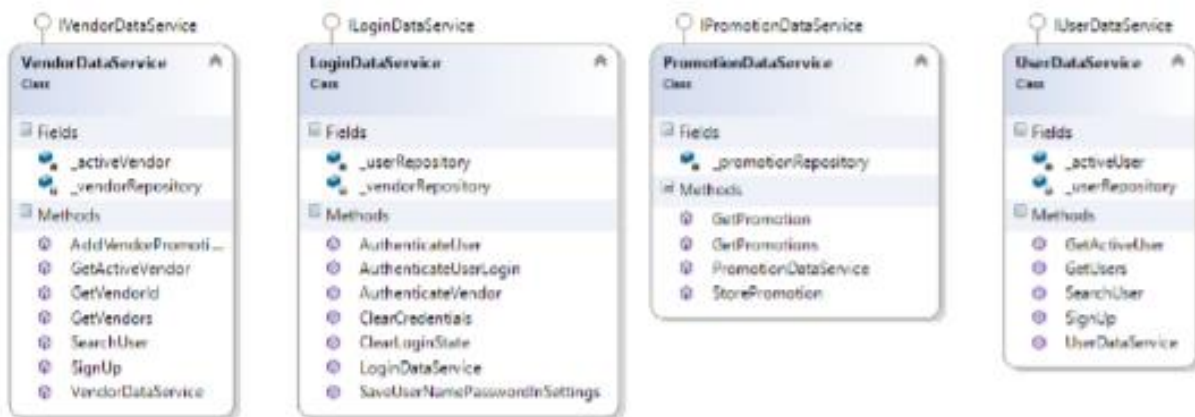 IVendorDataService
VendorDataService
Class
Fields
_activeVendor
_vendorRepository
Methods
AddVendorPromoti...
GetActiveVendor
GetVendorId
GetVendors
SearchUser
SignUp
VendorDataService
ILoginDataService
LoginDataService
Class
Fields
_userRepository
_vendorRepository
Methods
AuthenticateUser
AuthenticateUserLogin
AuthenticateVendor
ClearCredentials
ClearLoginState
LoginDataService
SaveUserNamePasswordInSettings
IPromotionDataService
PromotionDataService
Class
Fields
_promotionRepository
Methods
GetPromotion
GetPromotions
PromotionDataService
StorePromotion
IUserDataService
UserDataService
Class
Fields
_activeUser
_userRepository
Methods
GetActiveUser
GetUsers
SearchUser
SignUp
UserDataService